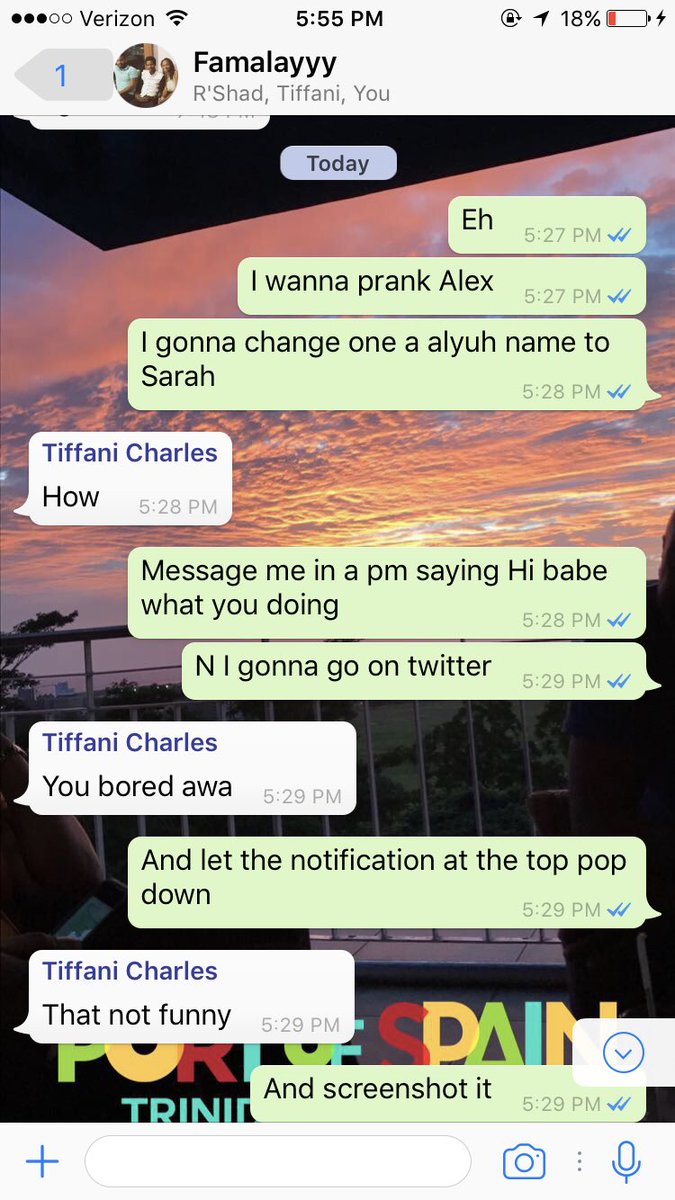 Verizon 5:55 PM 18%
1
Famalayyy
R'Shad, Tiffani, You
Today
Eh
5:27 PM
I wanna prank Alex
5:27 PM
I gonna change one a alyuh name to
Sarah
5:28 PM
Tiffani Charles
How
5:28 PM
Message me in a pm saying Hi babe
what you doing
5:28 PM
N I gonna go on twitter
5:29 PM
Tiffani Charles
You bored awa
5:29 PM
And let the notification at the top pop
down
5:29 PM
Tiffani Charles
That not funny
5:29 PM
PORT OF SPAIN
And screenshot it
5:29 PM